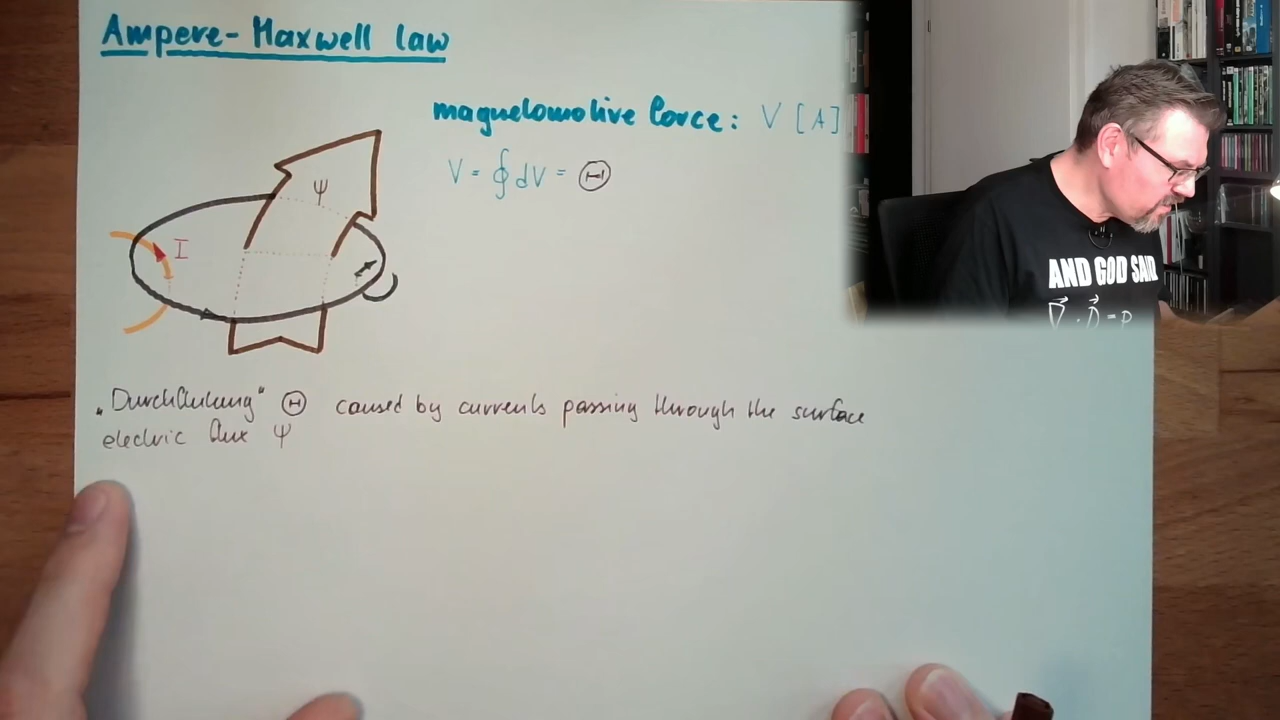 Ampere-Maxwell law
magnetomotive force: V [A]
V = ∮ dV = Θ
ψ
I
„Durchflutung" Θ caused by currents passing through the surface
electric flux ψ
AND GOD SAID
∇⃗ · D⃗ = ρ